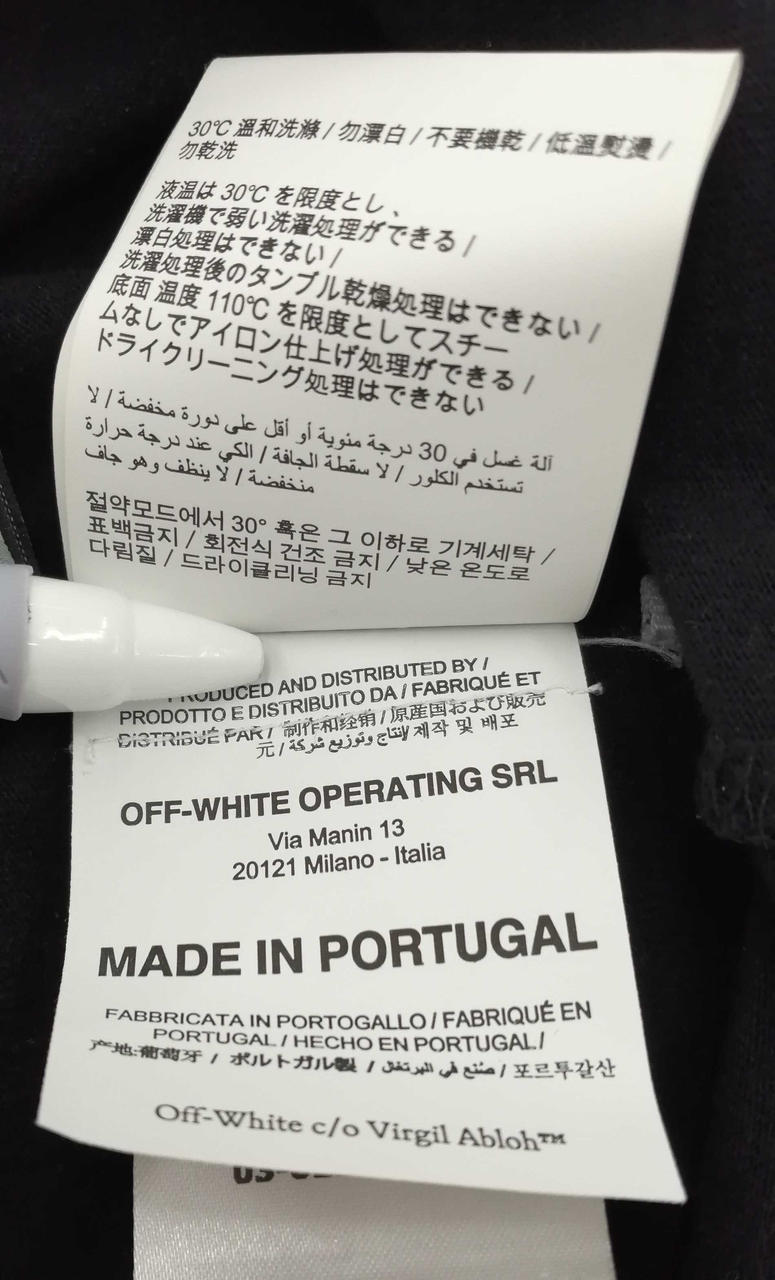 30℃ 溫和洗滌 / 勿漂白 / 不要機乾 / 低溫熨燙 /
勿乾洗
液温は 30℃ を限度とし 、
洗濯機で弱い洗濯処理ができる /
漂白処理はできない /
洗濯処理後のタンブル乾燥処理はできない /
底面 温度 110℃ を限度としてスチー
ムなしでアイロン仕上げ処理ができる /
ドライクリーニング処理はできない
آلة غسل في 30 درجة مئوية أو أقل على دورة مخفضة / لا
تستخدم الكلور / لا سقطة الجافة / الكي عند درجة حرارة
منخفضة / لا ينظف وهو جاف
절약모드에서 30° 혹은 그 이하로 기계세탁 /
표백금지 / 회전식 건조 금지 / 낮은 온도로
다림질 / 드라이클리닝 금지
PRODUCED AND DISTRIBUTED BY /
PRODOTTO E DISTRIBUITO DA / FABRIQUÉ ET
DISTRIBUÉ PAR / 制作和经销 / 原産国および販売
元 / إنتاج وتوزيع شركة / 제작 및 배포
OFF-WHITE OPERATING SRL
Via Manin 13
20121 Milano - Italia
MADE IN PORTUGAL
FABBRICATA IN PORTOGALLO / FABRIQUÉ EN
PORTUGAL / HECHO EN PORTUGAL /
产地:葡萄牙 / ポルトガル製 / صنع في البرتغال / 포르투갈산
Off-White c/o Virgil Abloh™